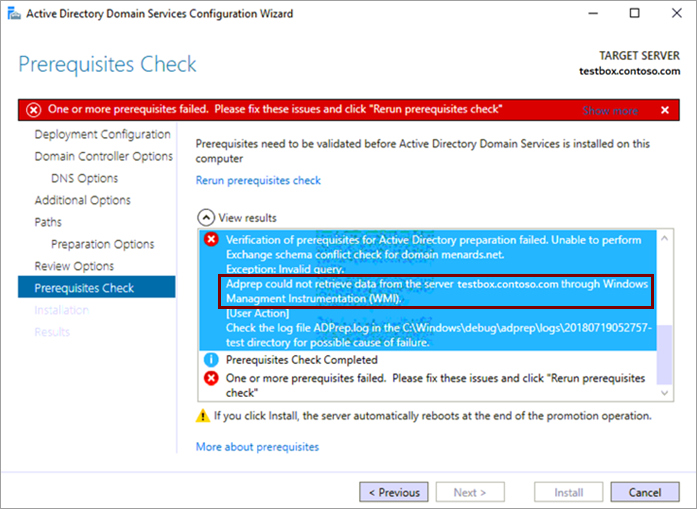 Active Directory Domain Services Configuration Wizard
Prerequisites Check
TARGET SERVER
testbox.contoso.com
One or more prerequisites failed. Please fix these issues and click "Rerun prerequisites check"
Show more
Deployment Configuration
Domain Controller Options
DNS Options
Additional Options
Paths
Preparation Options
Review Options
Prerequisites Check
Installation
Results
Prerequisites need to be validated before Active Directory Domain Services is installed on this
computer
Rerun prerequisites check
View results
Verification of prerequisites for Active Directory preparation failed. Unable to perform
Exchange schema conflict check for domain menards.net.
Exception: Invalid query.
Adprep could not retrieve data from the server testbox.contoso.com through Windows
Managment Instrumentation (WMI).
[User Action]
Check the log file ADPrep.log in the C:\Windows\debug\adprep\logs\20180719052757-
test directory for possible cause of failure.
Prerequisites Check Completed
One or more prerequisites failed. Please fix these issues and click "Rerun prerequisites
check"
If you click Install, the server automatically reboots at the end of the promotion operation.
More about prerequisites
< Previous
Next >
Install
Cancel